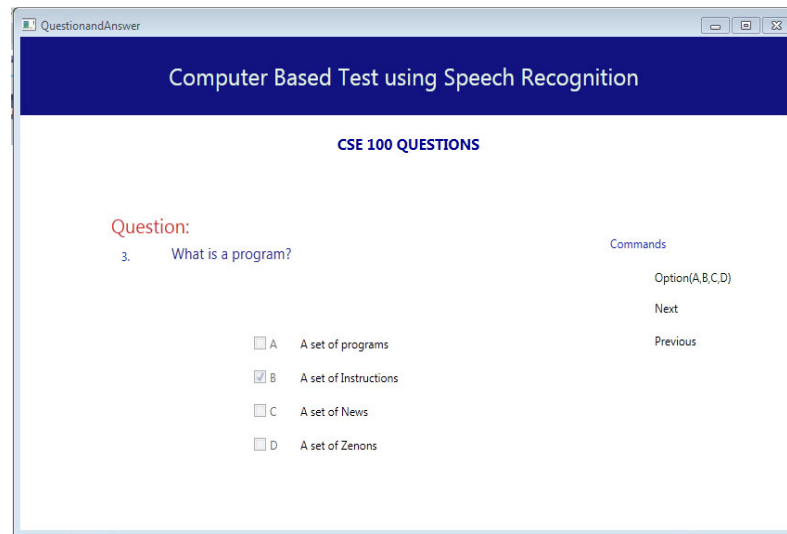 QuestionandAnswer
Computer Based Test using Speech Recognition
CSE 100 QUESTIONS
Question:
3. What is a program?
Commands
Option(A,B,C,D)
Next
Previous
A A set of programs
B A set of Instructions
C A set of News
D A set of Zenons